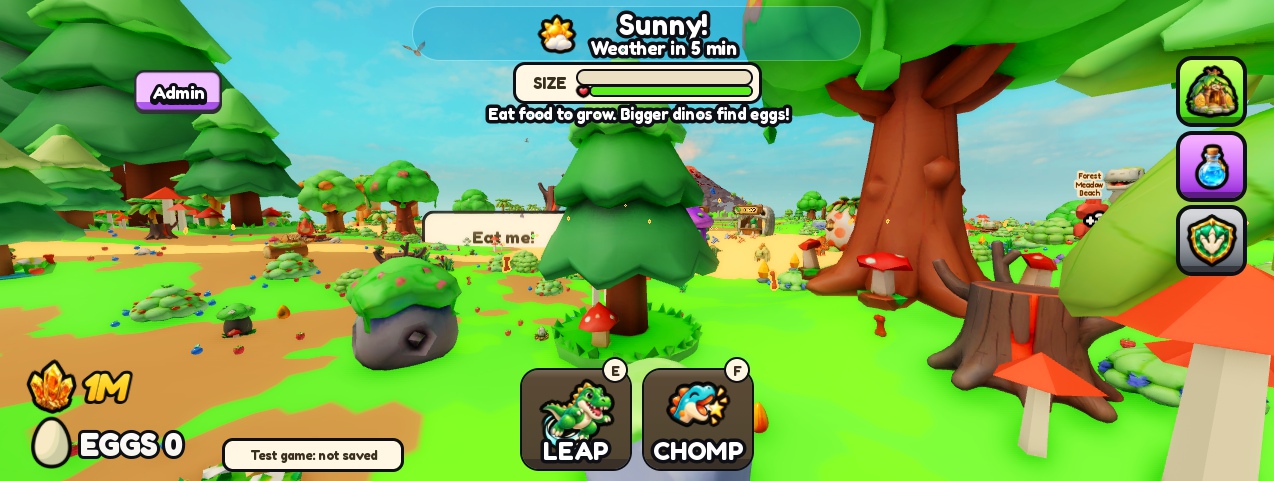 Sunny!
Weather in 5 min
Admin
SIZE
Eat food to grow. Bigger dinos find eggs!
Forest
Meadow
Beach
Eat me!
1M
EGGS 0
Test game: not saved
E
LEAP
F
CHOMP